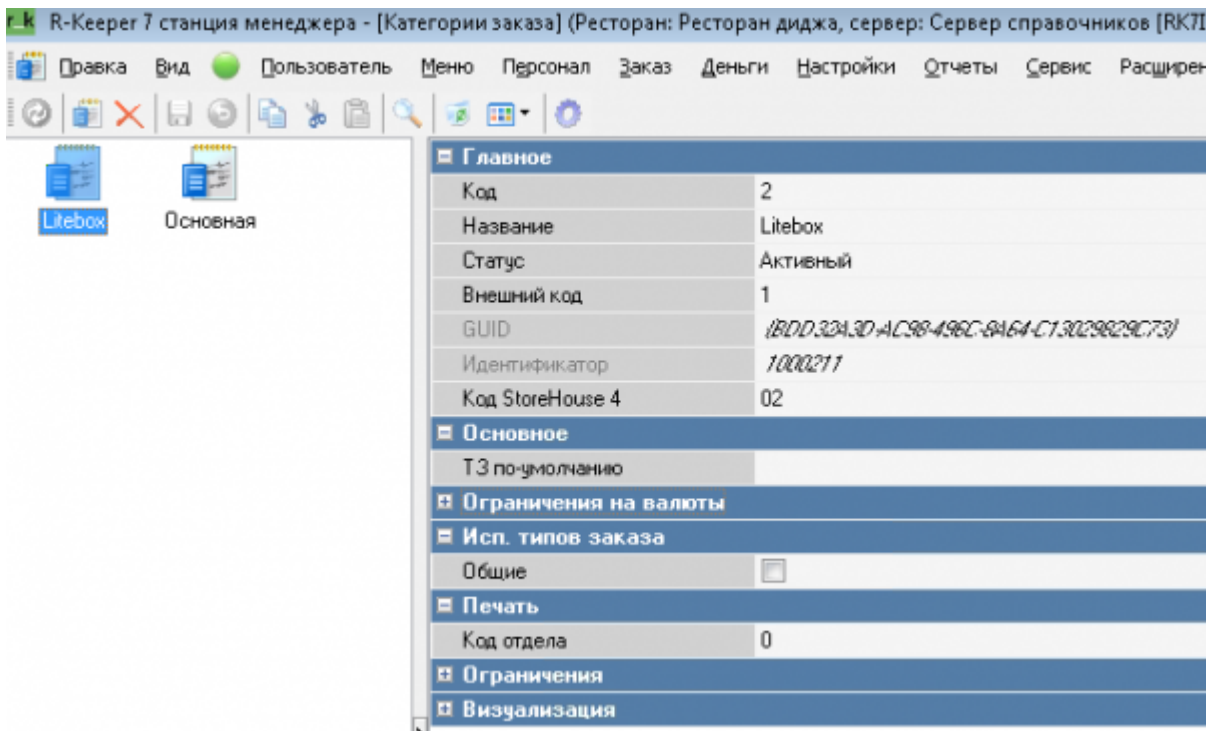 r_k R-Keeper 7 станция менеджера - [Категории заказа] (Ресторан: Ресторан диджа, сервер: Сервер справочников [RK7
Правка Вид Пользователь Меню Персонал Заказ Деньги Настройки Отчеты Сервис Расширен
Litebox Основная
Главное
Код 2
Название Litebox
Статус Активный
Внешний код 1
GUID
Идентификатор 1000211
Код StoreHouse 4 02
Основное
ТЗ по-умолчанию
Ограничения на валюты
Исп. типов заказа
Общие
Печать
Код отдела 0
Ограничения
Визуализация